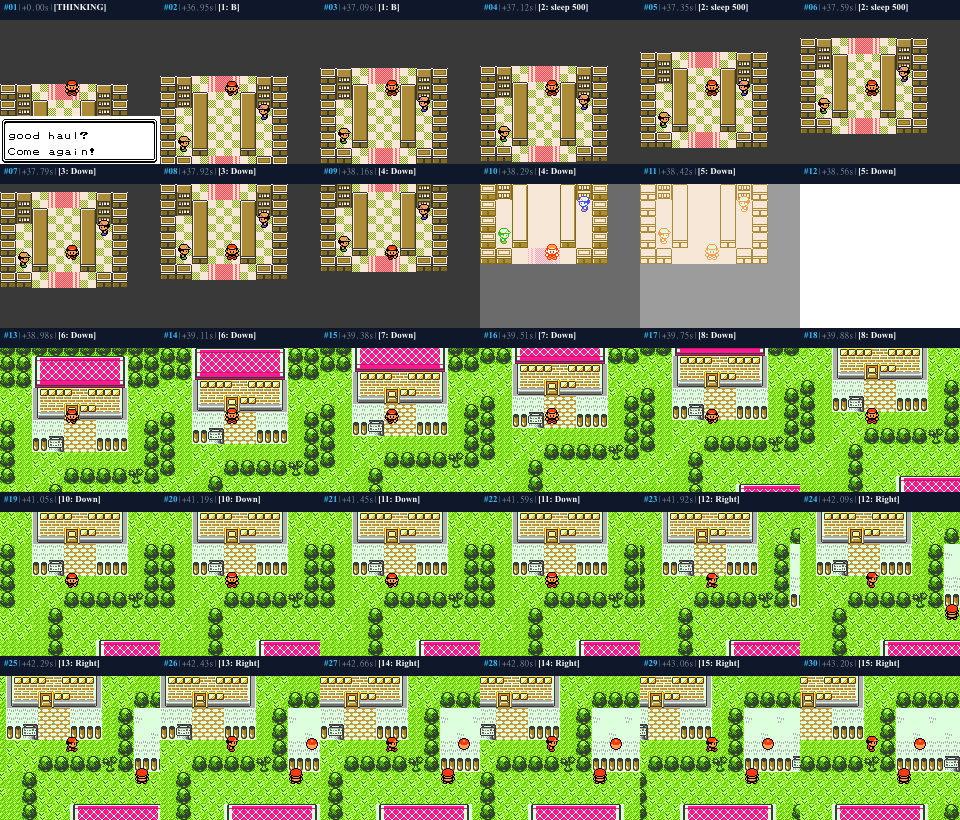 #01|+0.00s|[THINKING]
#02|+36.95s|[1: B]
#03|+37.09s|[1: B]
#04|+37.12s|[2: sleep 500]
#05|+37.35s|[2: sleep 500]
#06|+37.59s|[2: sleep 500]
good haul?
Come again!
#07|+37.79s|[3: Down]
#08|+37.92s|[3: Down]
#09|+38.16s|[4: Down]
#10|+38.29s|[4: Down]
#11|+38.42s|[5: Down]
#12|+38.56s|[5: Down]
#13|+38.98s|[6: Down]
#14|+39.11s|[6: Down]
#15|+39.38s|[7: Down]
#16|+39.51s|[7: Down]
#17|+39.75s|[8: Down]
#18|+39.88s|[8: Down]
#19|+41.05s|[10: Down]
#20|+41.19s|[10: Down]
#21|+41.45s|[11: Down]
#22|+41.59s|[11: Down]
#23|+41.92s|[12: Right]
#24|+42.09s|[12: Right]
#25|+42.29s|[13: Right]
#26|+42.43s|[13: Right]
#27|+42.66s|[14: Right]
#28|+42.80s|[14: Right]
#29|+43.06s|[15: Right]
#30|+43.20s|[15: Right]